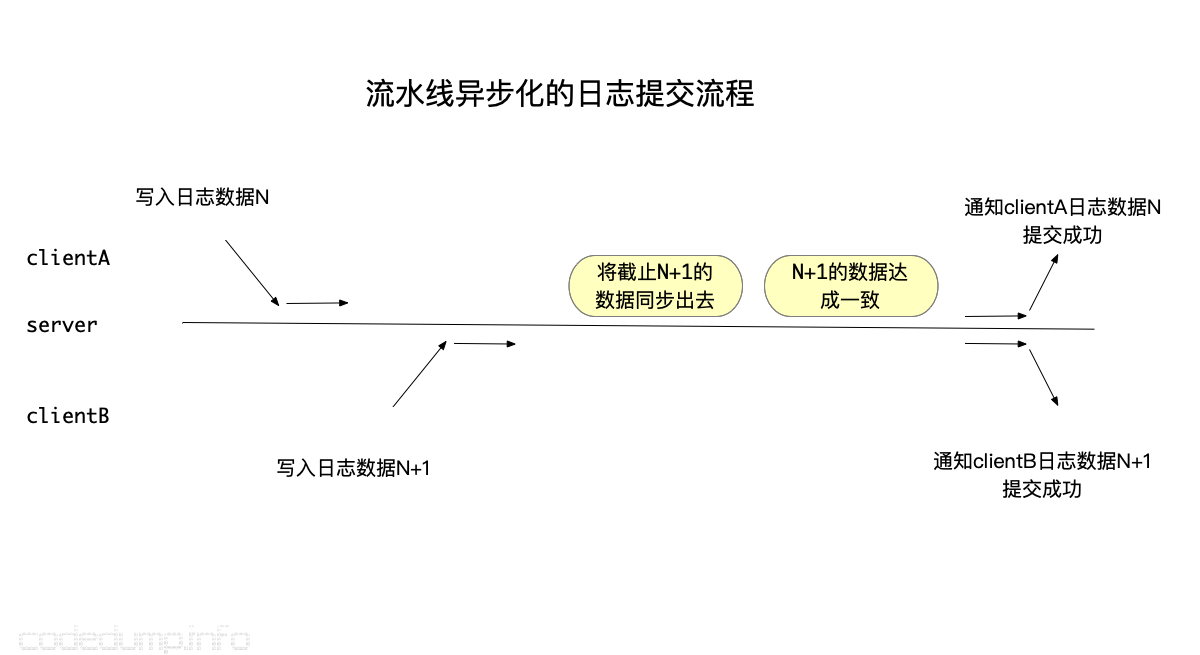 流水线异步化的日志提交流程
写入日志数据N
通知clientA日志数据N
提交成功
clientA
将截止N+1的
数据同步出去
N+1的数据达
成一致
server
clientB
写入日志数据N+1
通知clientB日志数据N+1
提交成功
codedump.info